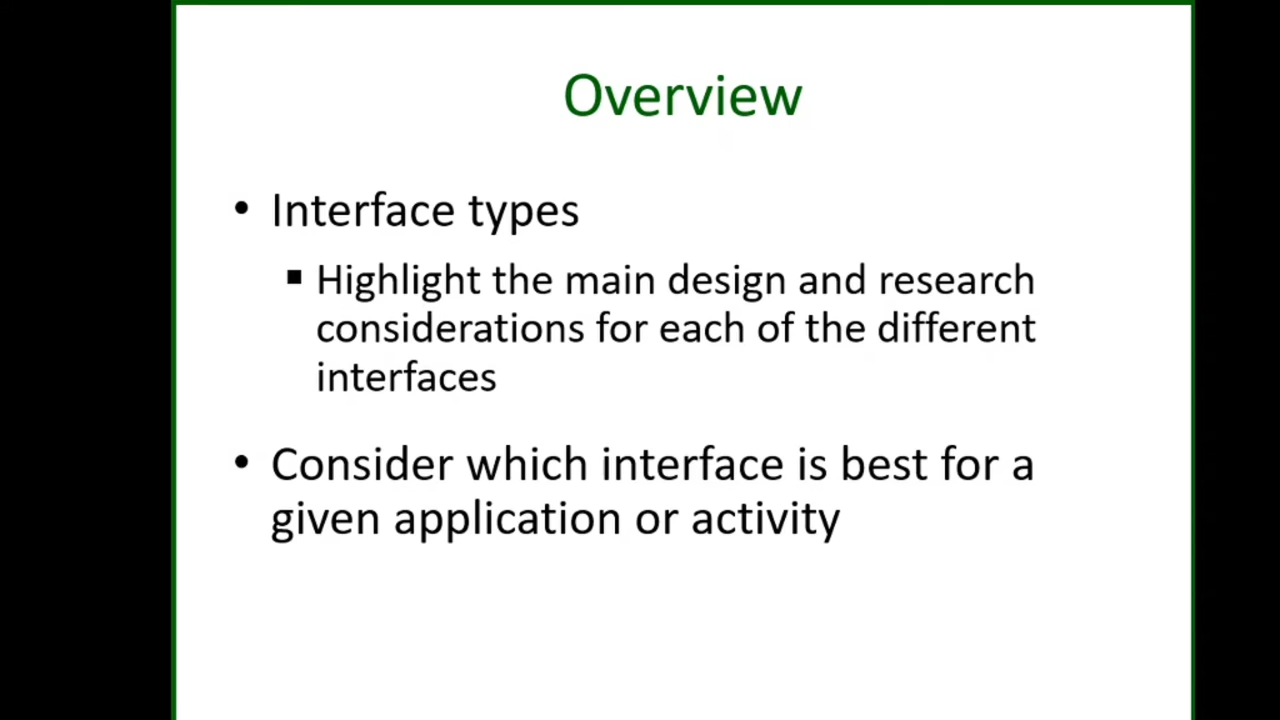 Overview
• Interface types
▪ Highlight the main design and research
considerations for each of the different
interfaces
• Consider which interface is best for a
given application or activity